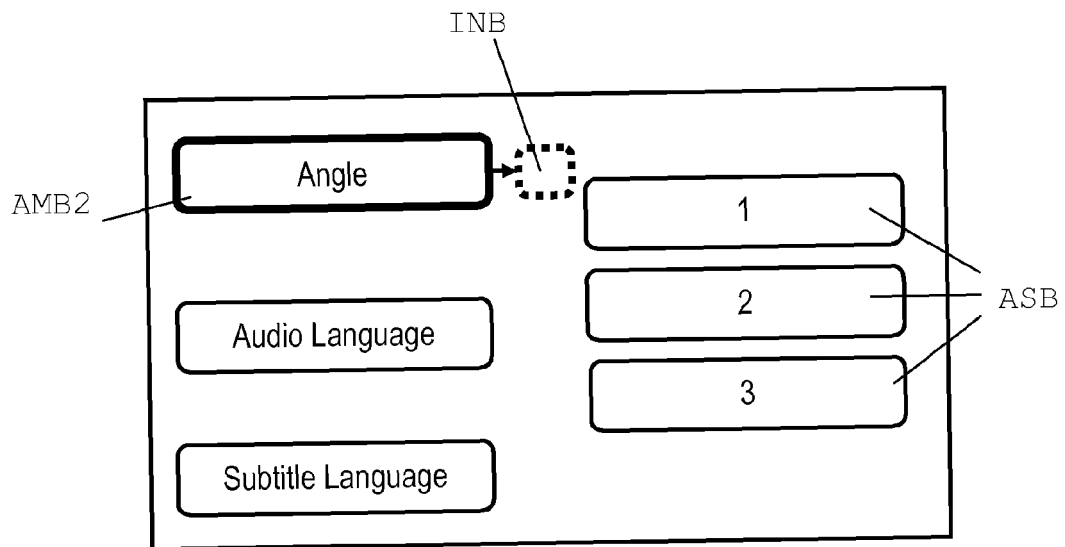 INB
Angle
AMB2
1
2
ASB
Audio Language
3
Subtitle Language